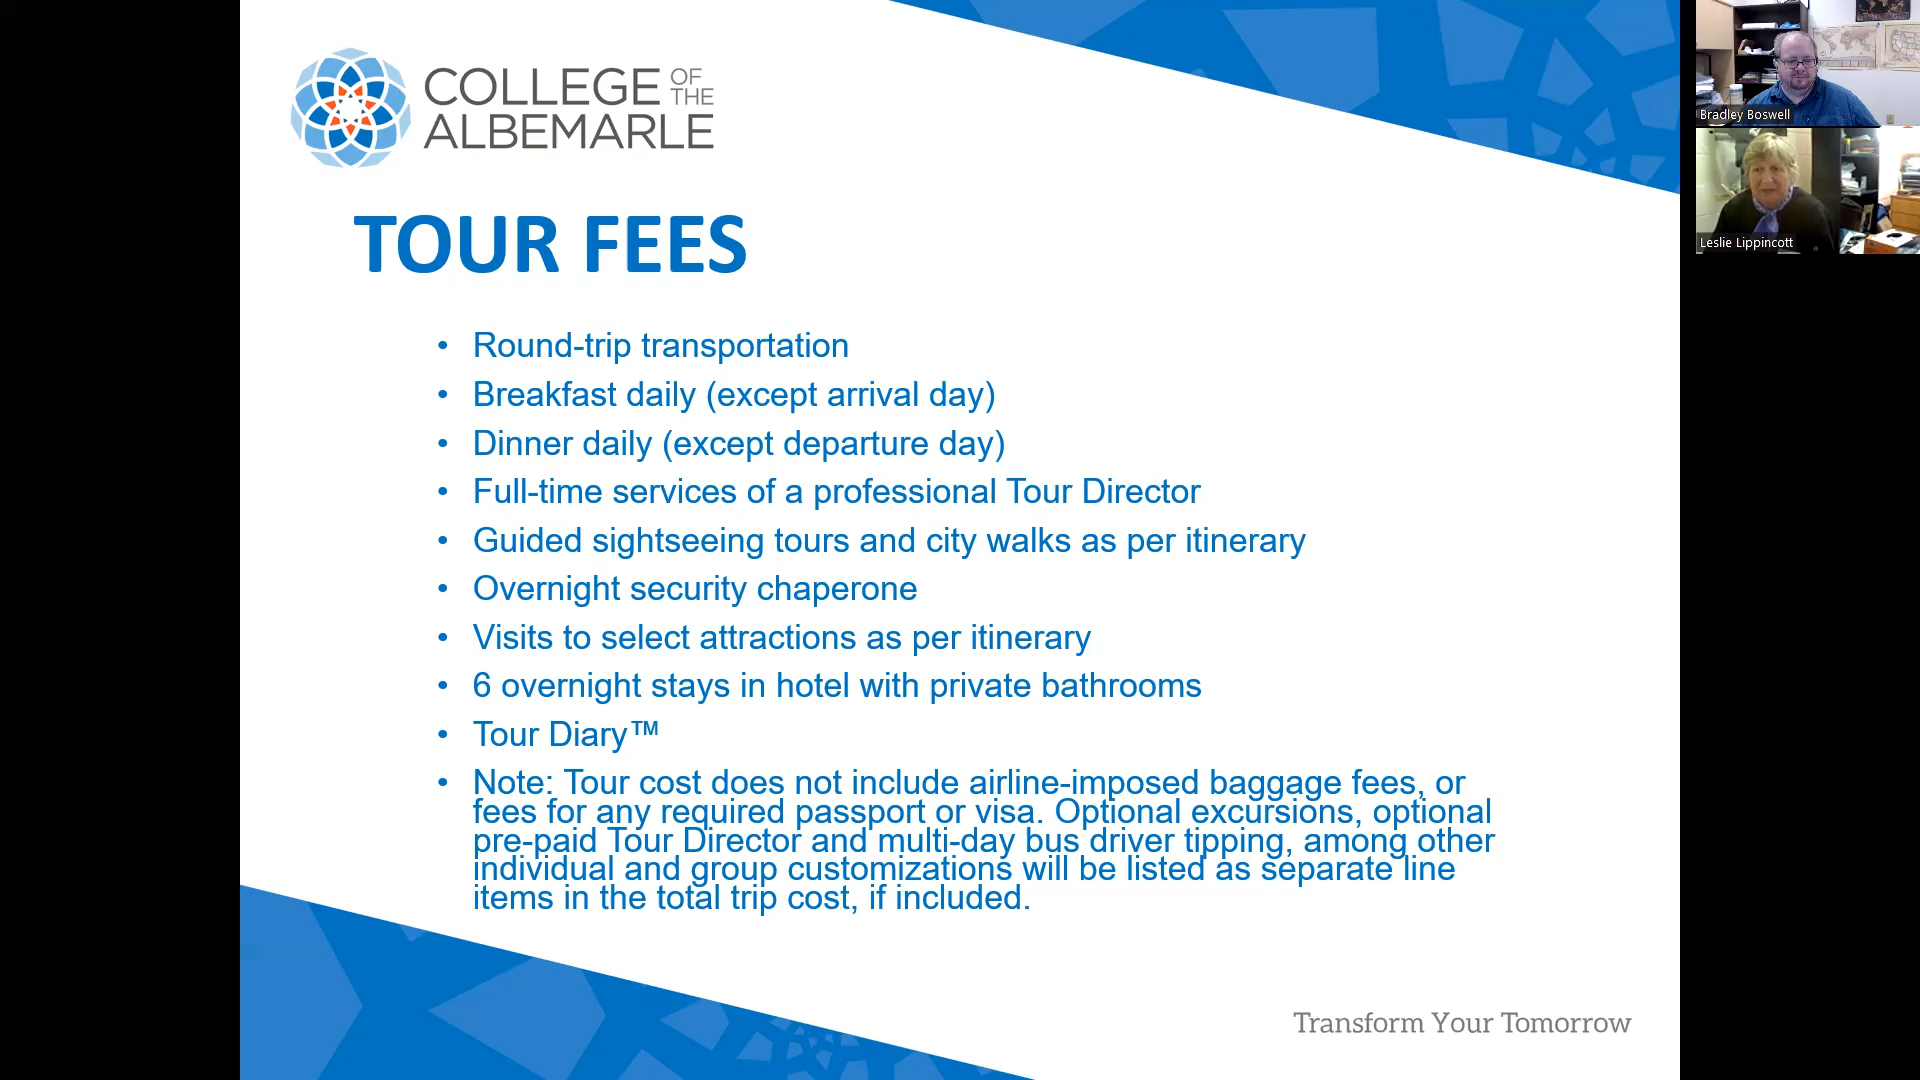 COLLEGE OF THE
ALBEMARLE
TOUR FEES
• Round-trip transportation
• Breakfast daily (except arrival day)
• Dinner daily (except departure day)
• Full-time services of a professional Tour Director
• Guided sightseeing tours and city walks as per itinerary
• Overnight security chaperone
• Visits to select attractions as per itinerary
• 6 overnight stays in hotel with private bathrooms
• Tour Diary™
• Note: Tour cost does not include airline-imposed baggage fees, or
fees for any required passport or visa. Optional excursions, optional
pre-paid Tour Director and multi-day bus driver tipping, among other
individual and group customizations will be listed as separate line
items in the total trip cost, if included.
Transform Your Tomorrow
Bradley Boswell
Leslie Lippincott